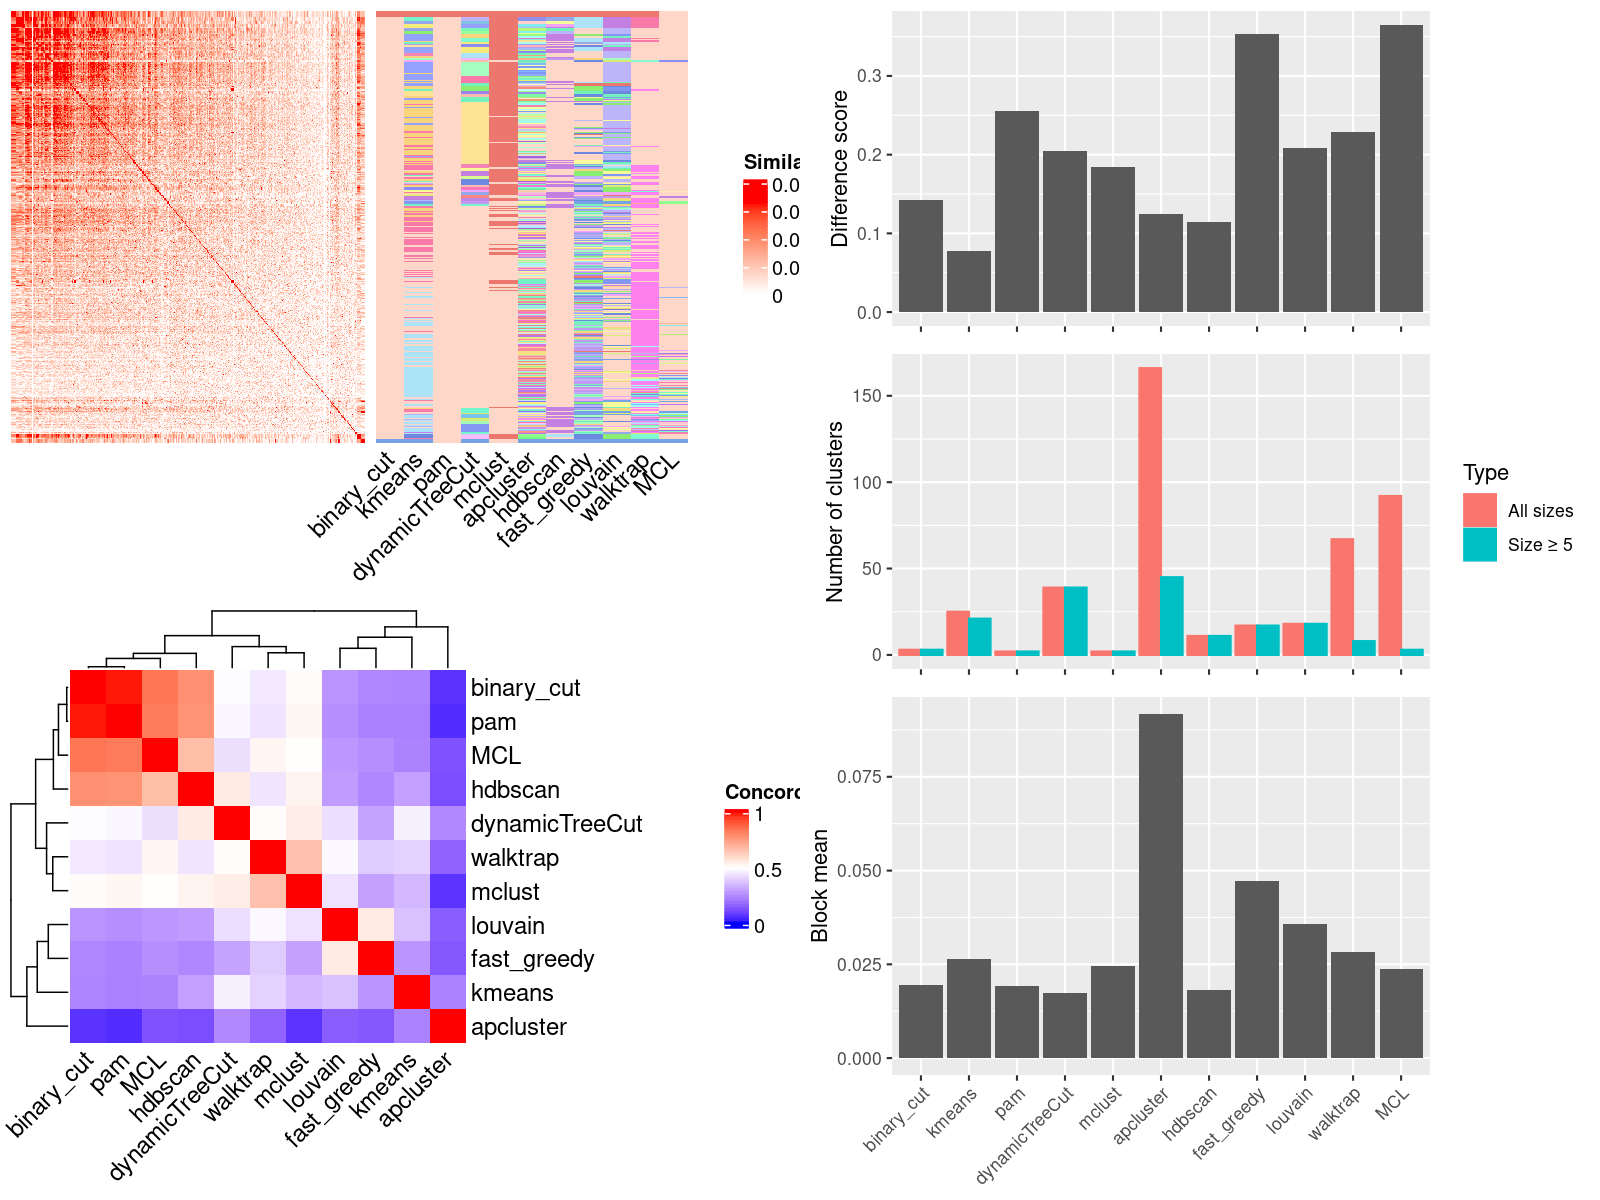 Simila
0.0
0.0
0.0
0.0
0
binary_cut
kmeans
pam
dynamicTreeCut
mclust
apcluster
hdbscan
fast_greedy
louvain
walktrap
MCL
binary_cut
pam
MCL
hdbscan
dynamicTreeCut
walktrap
mclust
louvain
fast_greedy
kmeans
apcluster
binary_cut
pam
MCL
hdbscan
dynamicTreeCut
walktrap
mclust
louvain
fast_greedy
kmeans
apcluster
Concord
1
0.5
0
Difference score
0.3
0.2
0.1
0.0
Number of clusters
150
100
50
0
Type
All sizes
Size ≥ 5
Block mean
0.075
0.050
0.025
0.000
binary_cut
kmeans
pam
dynamicTreeCut
mclust
apcluster
hdbscan
fast_greedy
louvain
walktrap
MCL